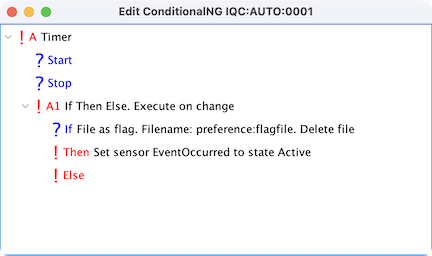 Edit ConditionalNG IQC:AUTO:0001
! A Timer
? Start
? Stop
! A1 If Then Else. Execute on change
? If File as flag. Filename: preference:flagfile. Delete file
! Then Set sensor EventOccurred to state Active
! Else